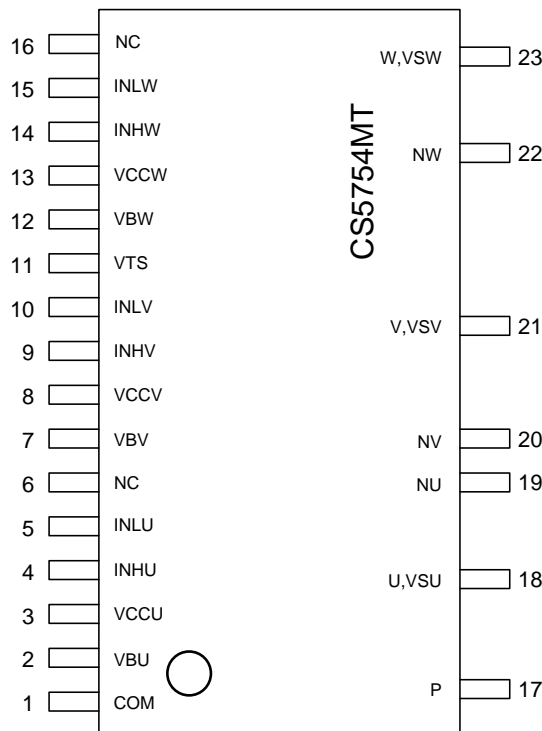 16 NC
15 INLW
14 INHW
13 VCCW
12 VBW
11 VTS
10 INLV
9 INHV
8 VCCV
7 VBV
6 NC
5 INLU
4 INHU
3 VCCU
2 VBU
1 COM
CS5754MT
W,VSW 23
NW 22
V,VSV 21
NV 20
NU 19
U,VSU 18
P 17